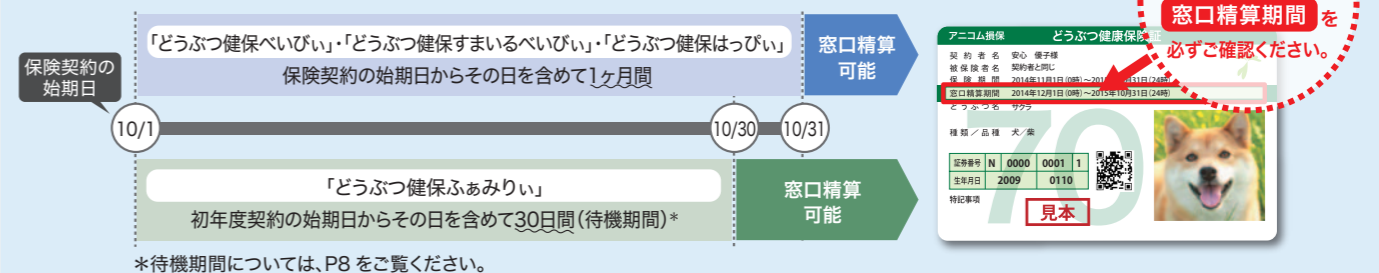 保険契約の
始期日
「どうぶつ健保べいびぃ」・「どうぶつ健保すまいるべいびぃ」・「どうぶつ健保はっぴぃ」
保険契約の始期日からその日を含めて1ヶ月間
窓口精算
可能
10/1
10/30
10/31
「どうぶつ健保ふぁみりぃ」
初年度契約の始期日からその日を含めて30日間(待機期間)*
窓口精算
可能
*待機期間については、P8 をご覧ください。
窓口精算期間 を
必ずご確認ください。
アニコム損保 どうぶつ健康保険証
契約者名 安心 優子様
被保険者名 契約者と同じ
保険期間 2014年11月1日(0時)~201 月31日(24時)
窓口精算期間 2014年12月1日(0時)~2015年10月31日(24時)
どうぶつ名 サクラ
種類/品種 犬/柴
70
証券番号 N 0000 0001 1
生年月日 2009 0110
特記事項
見本